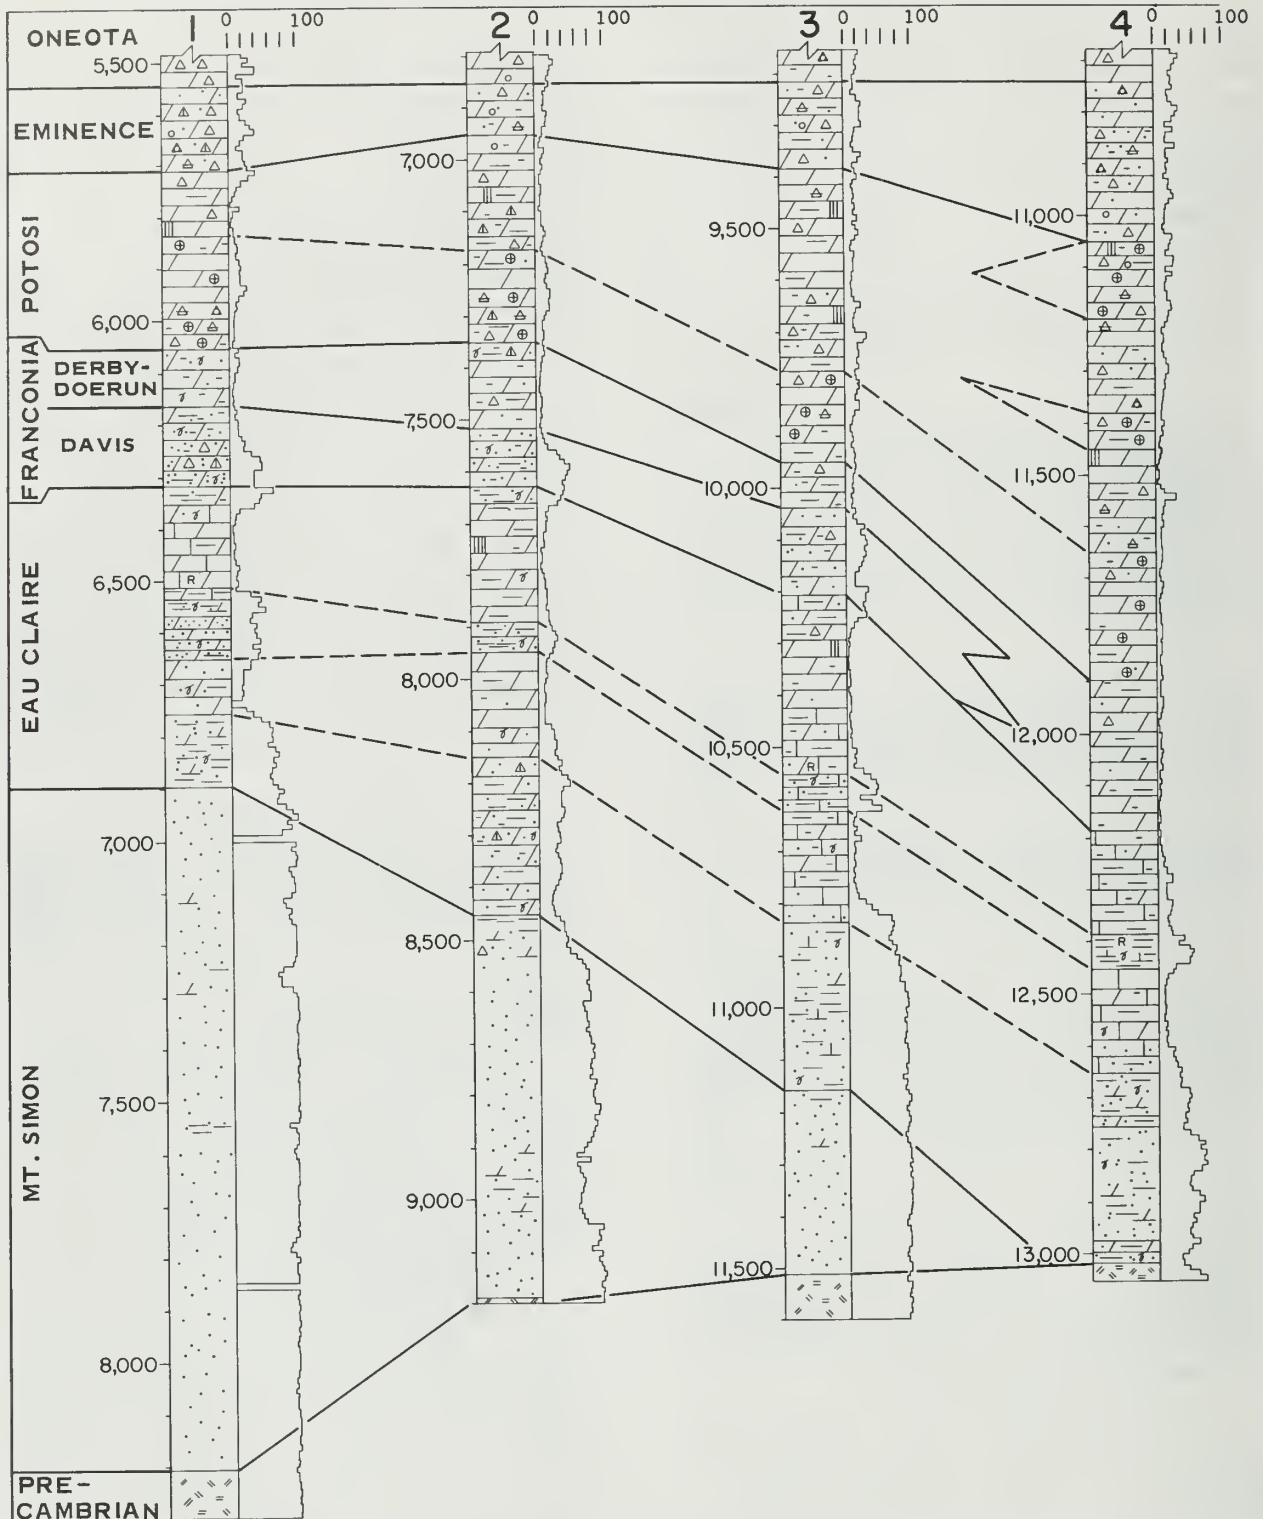 1 0 100
2 0 100
3 0 100
4 0 100
ONEOTA
5,500
EMINENCE
POTOSI
6,000
FRANCONIA
DERBY-
DOERUN
DAVIS
EAU CLAIRE
6,500
R
7,000
MT. SIMON
7,500
8,000
PRE-
CAMBRIAN
7,000
7,500
8,000
8,500
9,000
9,500
10,000
10,500
R
11,000
11,500
11,000
11,500
12,000
R
12,500
13,000